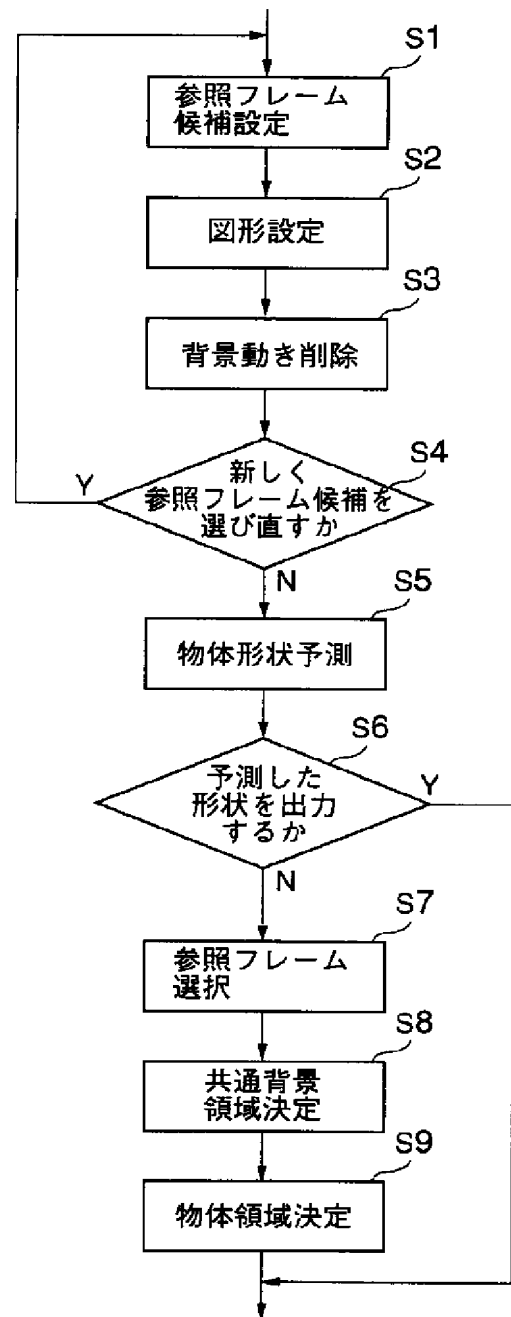 S1
参照フレーム
候補設定
S2
図形設定
S3
背景動き削除
S4
Y
新しく
参照フレーム候補を
選び直すか
N
S5
物体形状予測
S6
予測した
形状を出力
するか
Y
N
S7
参照フレーム
選択
S8
共通背景
領域決定
S9
物体領域決定